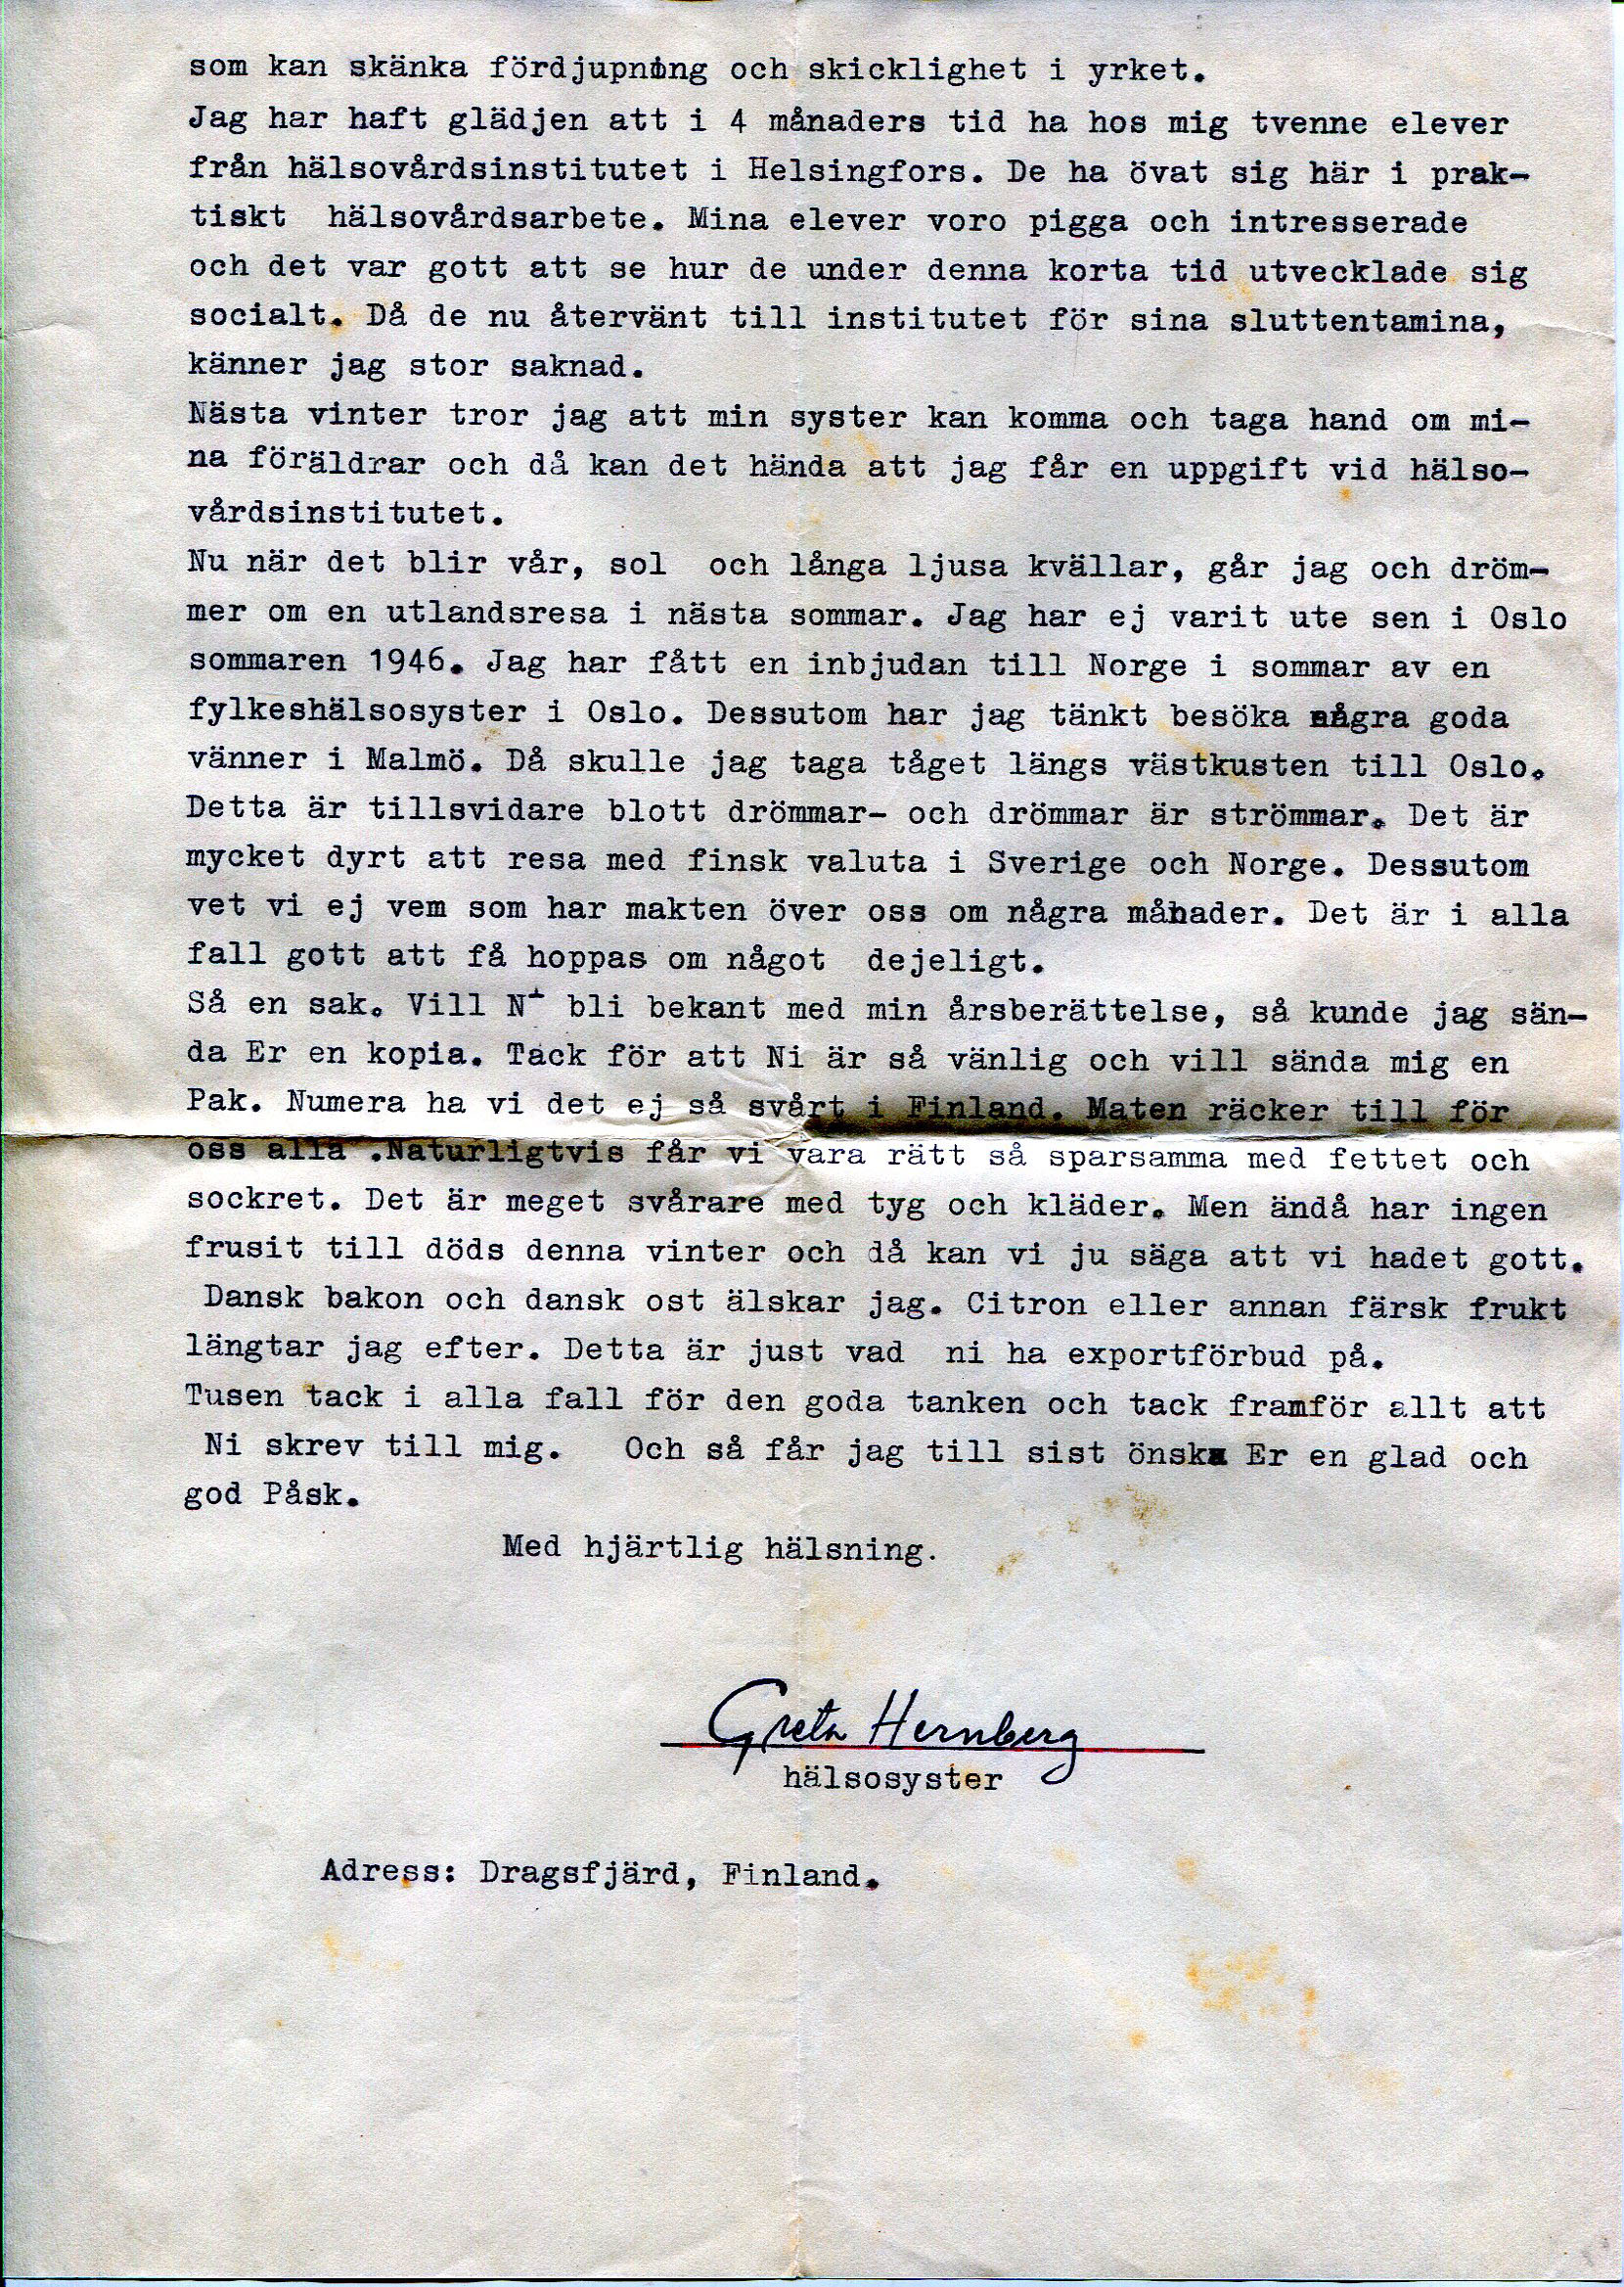 som kan skänka fördjupning och skicklighet i yrket.
Jag har haft glädjen att i 4 månaders tid ha hos mig tvenne elever
från hälsovårdsinstitutet i Helsingfors. De ha övat sig här i prak-
tiskt hälsovårdsarbete. Mina elever voro pigga och intresserade
och det var gott att se hur de under denna korta tid utvecklade sig
socialt. Då de nu återvänt till institutet för sina sluttentamina,
känner jag stor saknad.
Nästa vinter tror jag att min syster kan komma och taga hand om mi-
na föräldrar och då kan det hända att jag får en uppgift vid hälso-
vårdsinstitutet.
Nu när det blir vår, sol och långa ljusa kvällar, går jag och dröm-
mer om en utlandsresa i nästa sommar. Jag har ej varit ute sen i Oslo
sommaren 1946. Jag har fått en inbjudan till Norge i sommar av en
fylkeshälsosyster i Oslo. Dessutom har jag tänkt besöka några goda
vänner i Malmö. Då skulle jag taga tåget längs västkusten till Oslo.
Detta är tillsvidare blott drömmar- och drömmar är strömmar. Det är
mycket dyrt att resa med finsk valuta i Sverige och Norge. Dessutom
vet vi ej vem som har makten över oss om några månader. Det är i alla
fall gott att få hoppas om något dejeligt.
Så en sak. Vill Ni bli bekant med min årsberättelse, så kunde jag sän-
da Er en kopia. Tack för att Ni är så vänlig och vill sända mig en
Pak. Numera ha vi det ej så svårt i Finland. Maten räcker till för
oss alla .Naturligtvis får vi vara rätt så sparsamma med fettet och
sockret. Det är meget svårare med tyg och kläder. Men ändå har ingen
frusit till döds denna vinter och då kan vi ju säga att vi hadet gott.
Dansk bakon och dansk ost älskar jag. Citron eller annan färsk frukt
längtar jag efter. Detta är just vad ni ha exportförbud på.
Tusen tack i alla fall för den goda tanken och tack framför allt att
Ni skrev till mig. Och så får jag till sist önska Er en glad och
god Påsk.
Med hjärtlig hälsning.
Greta Hernberg
hälsosyster
Adress: Dragsfjärd, Finland.